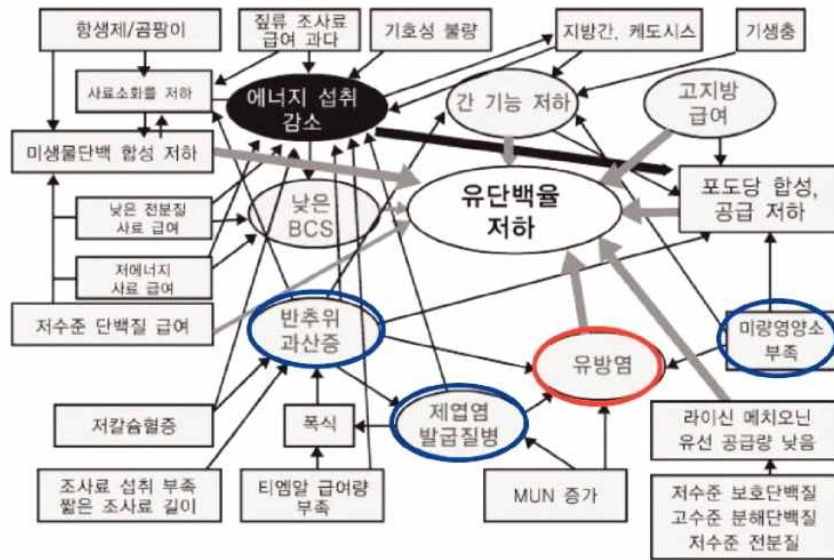 항생제/곰팡이
짚류 조사료
급여 과다
기호성 불량
지방간, 케도시스
기생충
사료소화률 저하
에너지 섭취
감소
간 기능 저하
고지방
급여
미생물단백 합성 저하
낮은 전분질
사료 급여
낮은
BCS
유단백율
저하
포도당 합성,
공급 저하
저에너지
사료 급여
저수준 단백질 급여
반추위
과산증
유방염
미량영양소
부족
저칼슘혈증
폭식
제엽염
발굽질병
라이신 메치오닌
유선 공급량 낮음
조사료 섭취 부족
짧은 조사료 길이
티엠알 급여량
부족
MUN 증가
저수준 보호단백질
고수준 분해단백질
저수준 전분질